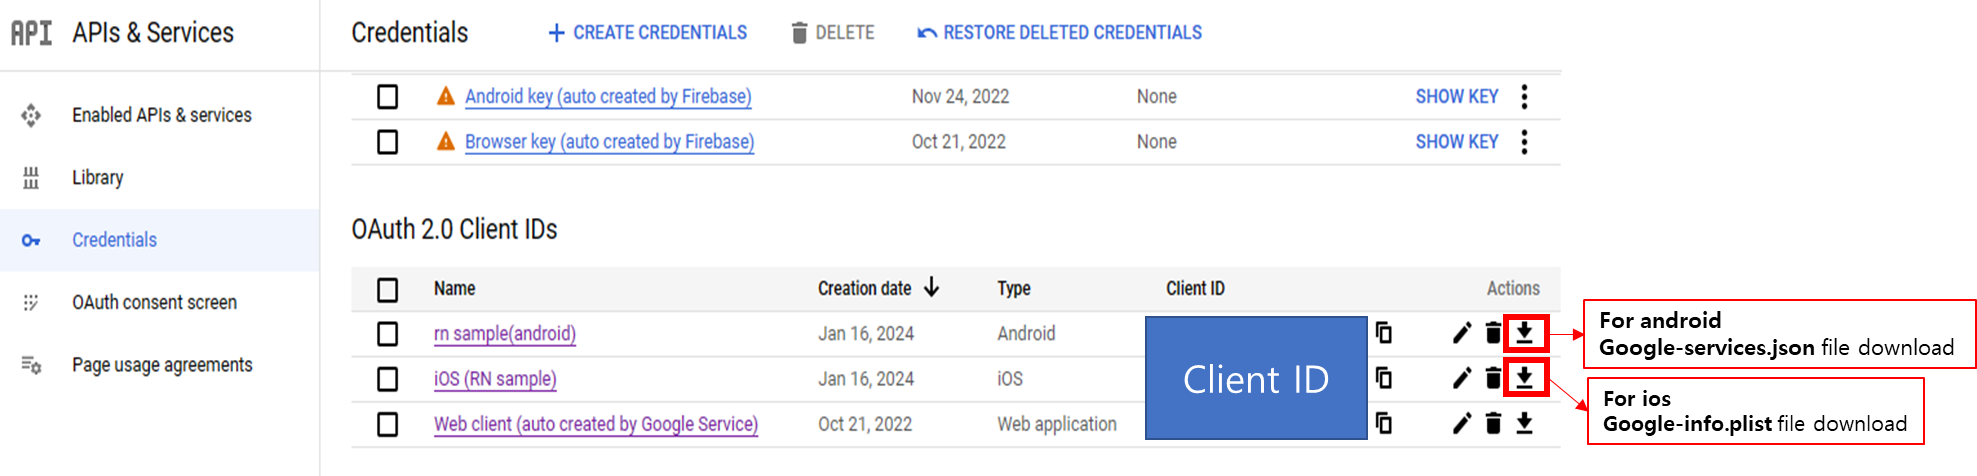 API APIs & Services
Credentials + CREATE CREDENTIALS DELETE RESTORE DELETED CREDENTIALS
Enabled APIs & services
Library
Credentials
OAuth consent screen
Page usage agreements
Android key (auto created by Firebase) Nov 24, 2022 None SHOW KEY
Browser key (auto created by Firebase) Oct 21, 2022 None SHOW KEY
OAuth 2.0 Client IDs
Name Creation date Type Client ID Actions
rn sample(android) Jan 16, 2024 Android
iOS (RN sample) Jan 16, 2024 iOS
Web client (auto created by Google Service) Oct 21, 2022 Web application
Client ID
For android
Google-services.json file download
For ios
Google-info.plist file download